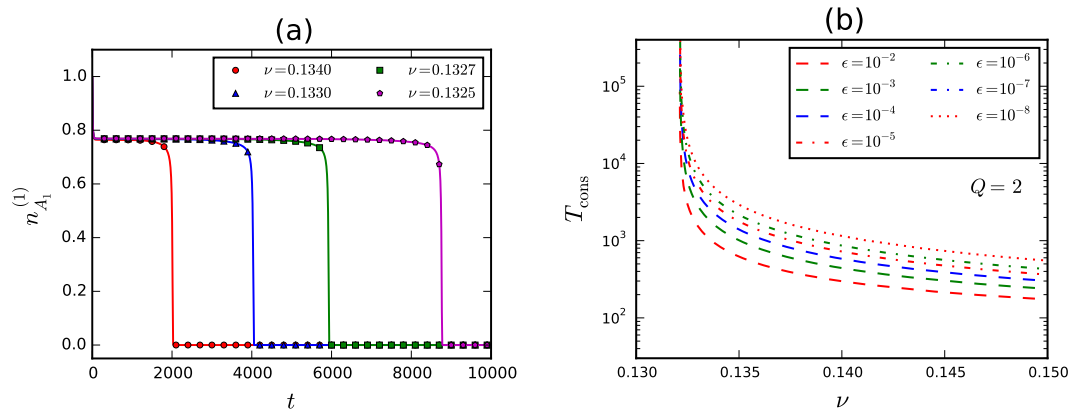 (a)
n_{A_1}^{(1)}
1.0
0.8
0.6
0.4
0.2
0.0
ν=0.1340
ν=0.1330
ν=0.1327
ν=0.1325
0 2000 4000 6000 8000 10000
t
(b)
T_cons
10^5
10^4
10^3
10^2
ϵ=10^{-2}
ϵ=10^{-3}
ϵ=10^{-4}
ϵ=10^{-5}
ϵ=10^{-6}
ϵ=10^{-7}
ϵ=10^{-8}
Q=2
0.130 0.135 0.140 0.145 0.150
ν